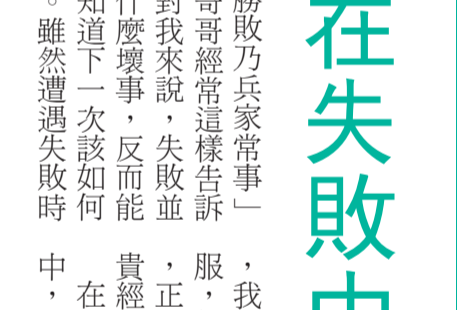 在失敗
勝敗乃兵家常事」
哥哥經常這樣告訴
對我來說，失敗並
什麼壞事，反而能
知道下一次該如何
。雖然遭遇失敗時
，我
服，
，正
貴經
在
中，